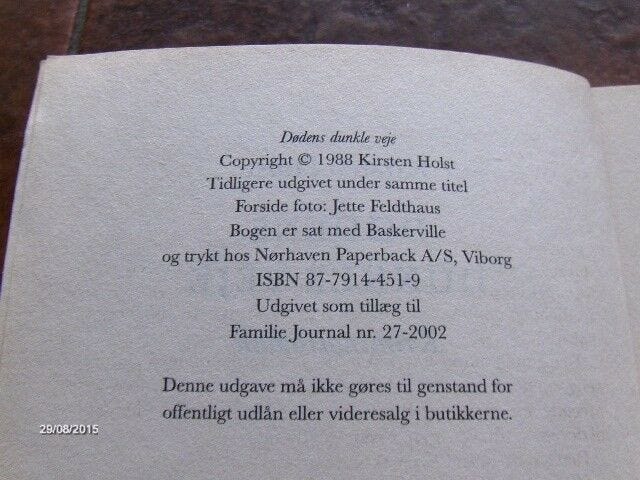 Dødens dunkle veje
Copyright © 1988 Kirsten Holst
Tidligere udgivet under samme titel
Forside foto: Jette Feldthaus
Bogen er sat med Baskerville
og trykt hos Nørhaven Paperback A/S, Viborg
ISBN 87-7914-451-9
Udgivet som tillæg til
Familie Journal nr. 27-2002
Denne udgave må ikke gøres til genstand for
offentligt udlån eller videresalg i butikkerne.
29/08/2015